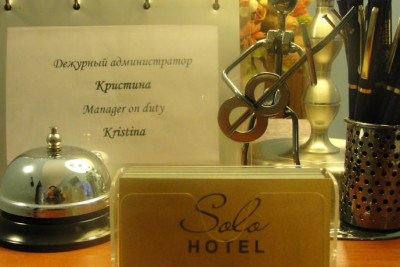 Дежурный администратор
Кристина
Manager on duty
Kristina
Solo
HOTEL